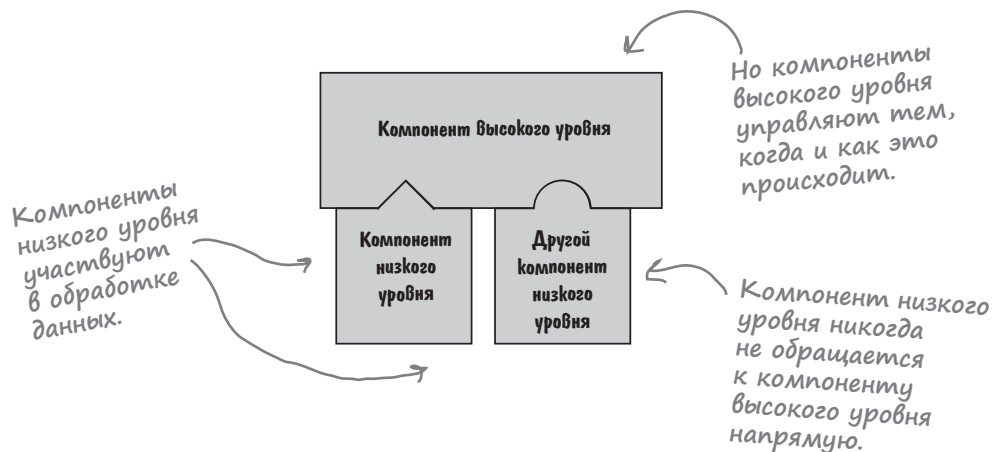 Но компоненты
высокого уровня
управляют тем,
когда и как это
происходит.
Компонент высокого уровня
Компоненты
низкого уровня
участвуют
в обработке
данных.
Компонент
низкого
уровня
Другой
компонент
низкого
уровня
Компонент низкого
уровня никогда
не обращается
к компоненту
высокого уровня
напрямую.